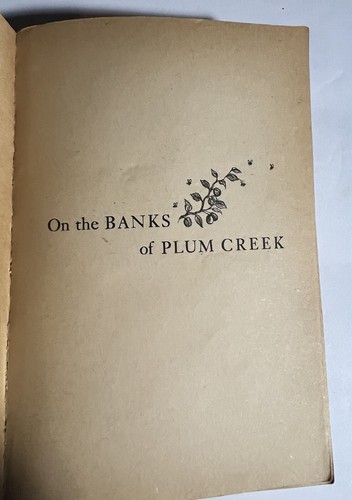 On the BANKS
of PLUM CREEK